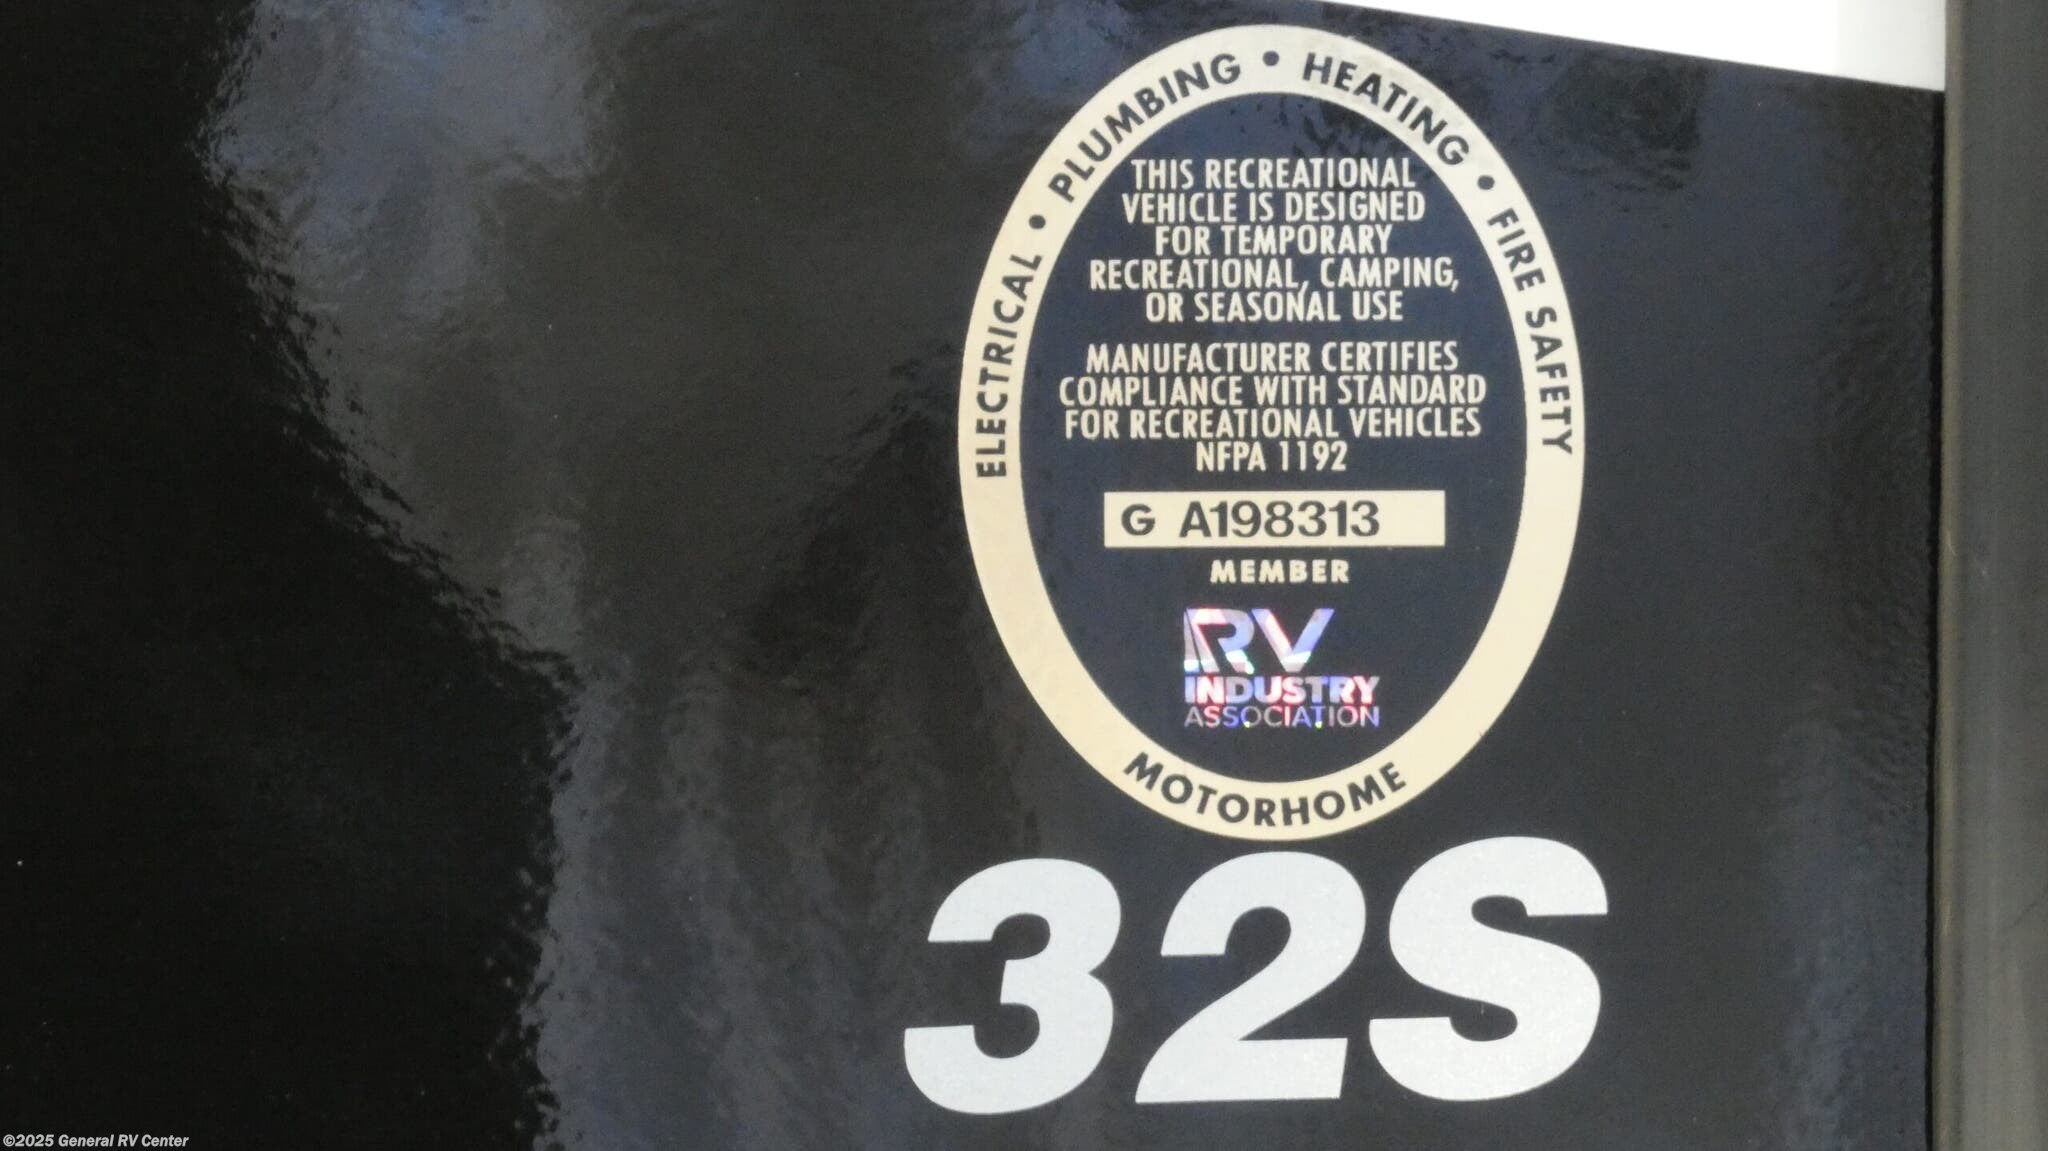 ELECTRICAL • PLUMBING • HEATING • FIRE SAFETY
THIS RECREATIONAL
VEHICLE IS DESIGNED
FOR TEMPORARY
RECREATIONAL, CAMPING,
OR SEASONAL USE
MANUFACTURER CERTIFIES
COMPLIANCE WITH STANDARD
FOR RECREATIONAL VEHICLES
NFPA 1192
G A198313
MEMBER
RV
INDUSTRY
ASSOCIATION
MOTORHOME
32S
©2025 General RV Center